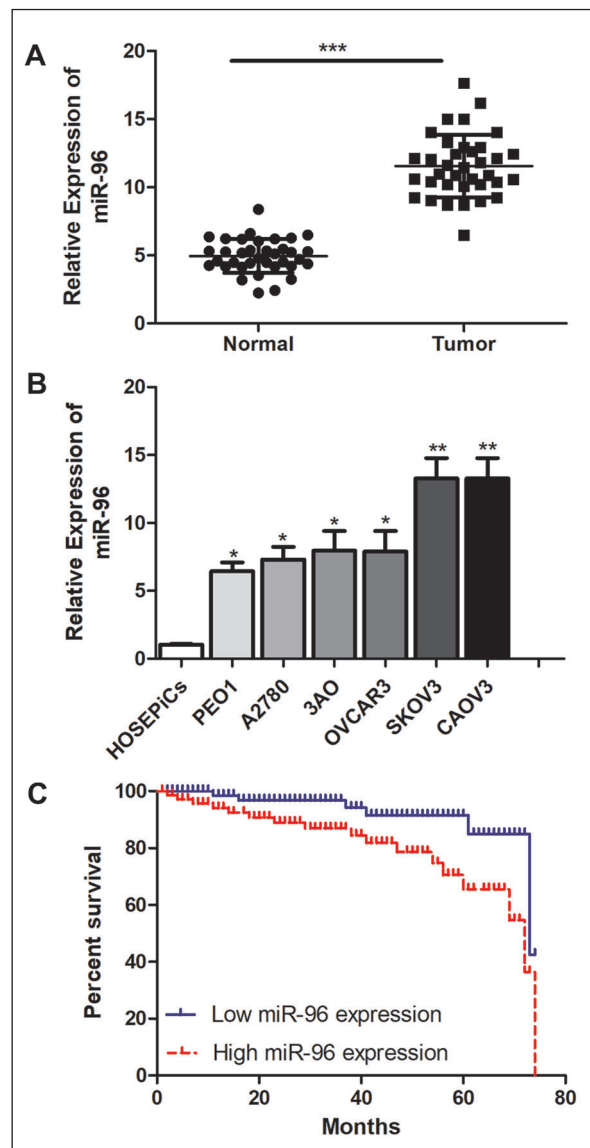 A
Relative Expression of
miR-96
20
15
10
5
0
***
Normal
Tumor
B
Relative Expression of
miR-96
20
15
10
5
0
*
*
*
*
**
**
HOSEPiCs
PEO1
A2780
3AO
OVCAR3
SKOV3
CAOV3
C
Percent survival
100
80
60
40
20
0
Low miR-96 expression
High miR-96 expression
0 20 40 60 80
Months